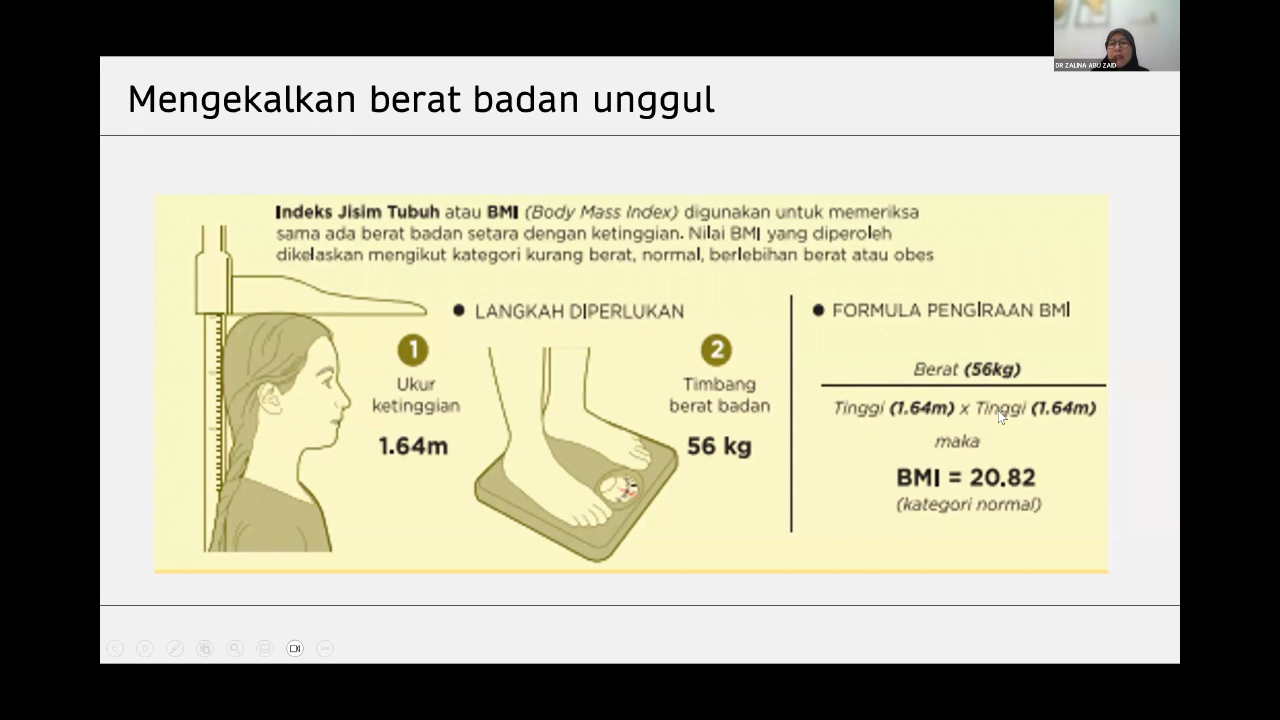 DR ZALINA ABU ZAID
Mengekalkan berat badan unggul
Indeks Jisim Tubuh atau BMI (Body Mass Index) digunakan untuk memeriksa
sama ada berat badan setara dengan ketinggian. Nilai BMI yang diperoleh
dikelaskan mengikut kategori kurang berat, normal, berlebihan berat atau obes
● LANGKAH DIPERLUKAN
1
Ukur
ketinggian
1.64m
2
Timbang
berat badan
56 kg
● FORMULA PENGIRAAN BMI
Berat (56kg)
Tinggi (1.64m) x Tinggi (1.64m)
maka
BMI = 20.82
(kategori normal)